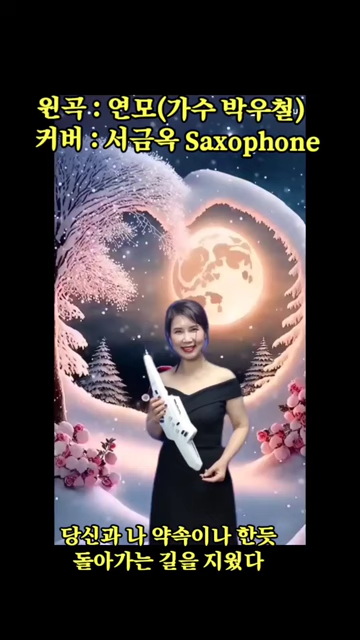 원곡 : 연모(가수 박우철)
커버 : 서금옥 Saxophone
당신과 나 약속이나 한듯
돌아가는 길을 지웠다